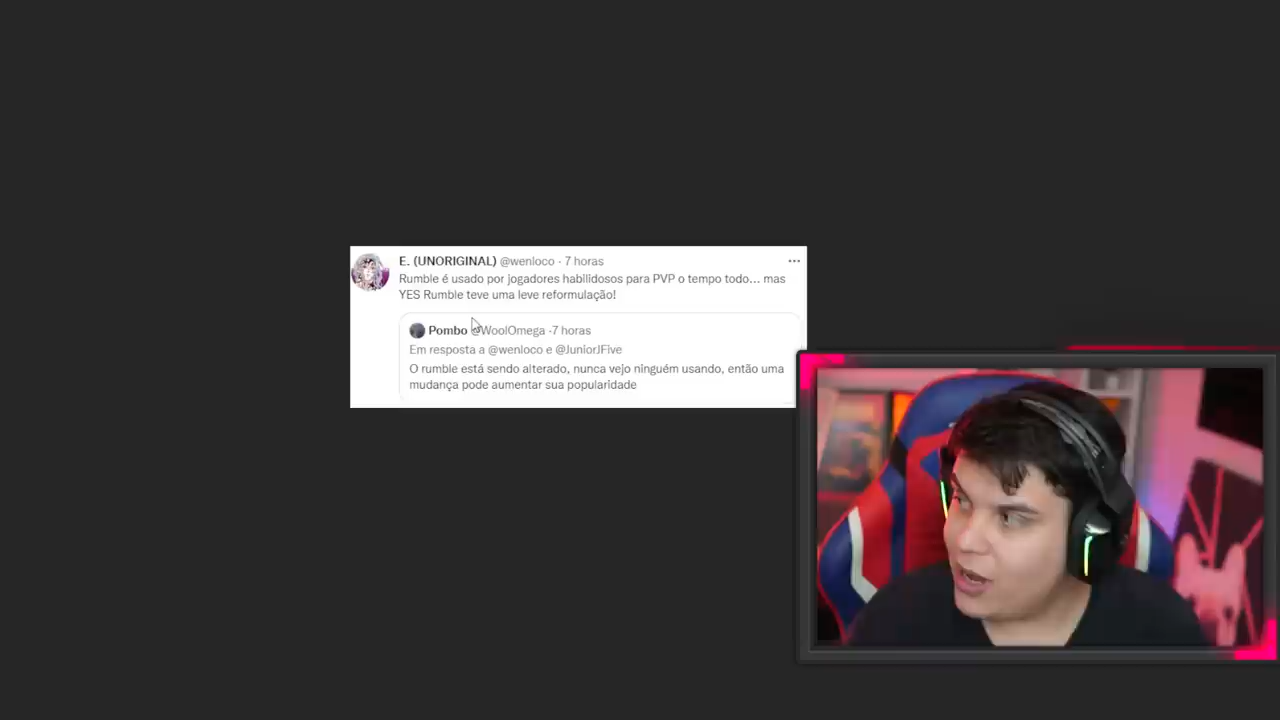 E. (UNORIGINAL) @wenloco · 7 horas
Rumble é usado por jogadores habilidosos para PVP o tempo todo... mas
YES Rumble teve uma leve reformulação!
Pombo @WoolOmega ·7 horas
Em resposta a @wenloco e @JuniorJFive
O rumble está sendo alterado, nunca vejo ninguém usando, então uma
mudança pode aumentar sua popularidade